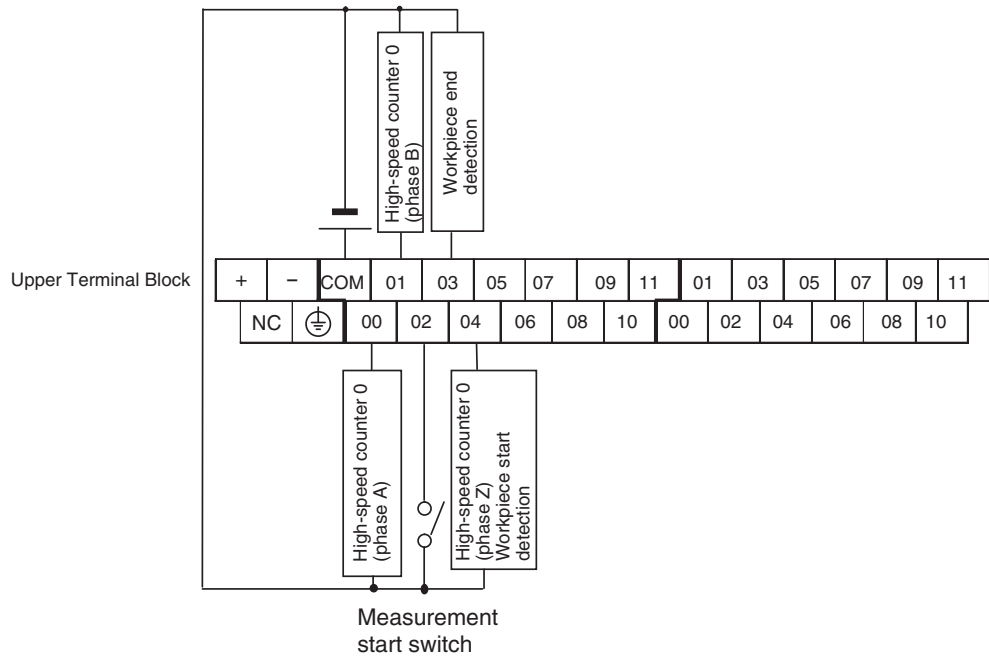 High-speed counter 0
(phase B)
Workpiece end
detection
Upper Terminal Block
+ − COM 01 03 05 07 09 11 01 03 05 07 09 11
NC 00 02 04 06 08 10 00 02 04 06 08 10
High-speed counter 0
(phase A)
High-speed counter 0
(phase Z)
Workpiece start
detection
Measurement
start switch